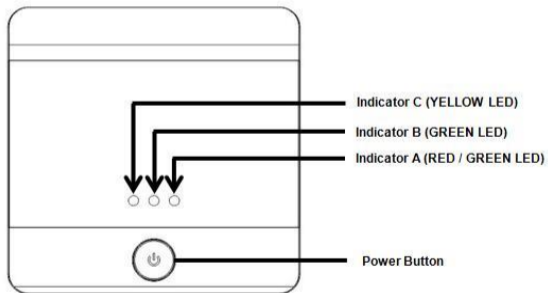 Indicator C (YELLOW LED)
Indicator B (GREEN LED)
Indicator A (RED / GREEN LED)
Power Button